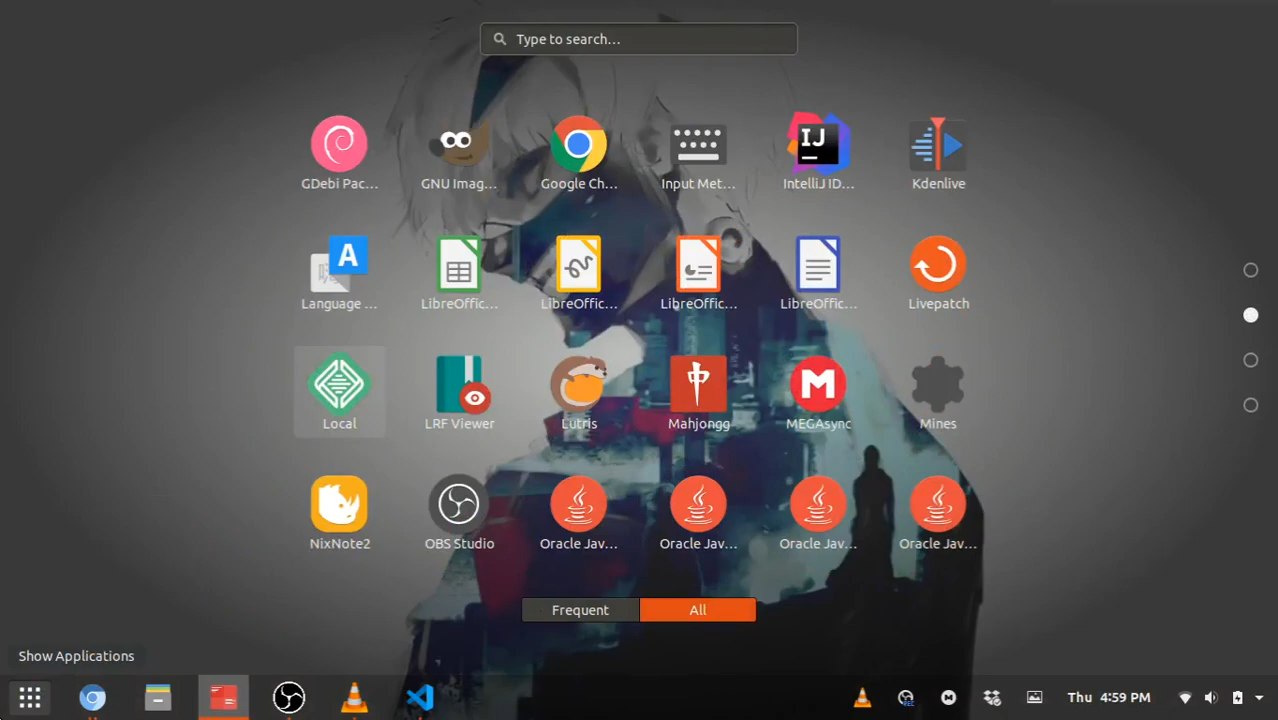 Type to search...
GDebi Pac... GNU Imag... Google Ch... Input Met... IntelliJ ID... Kdenlive
Language ... LibreOffic... LibreOffic... LibreOffic... LibreOffic... Livepatch
Local LRF Viewer Lutris Mahjongg MEGAsync Mines
NixNote2 OBS Studio Oracle Jav... Oracle Jav... Oracle Jav... Oracle Jav...
Frequent All
Show Applications
Thu 4:59 PM